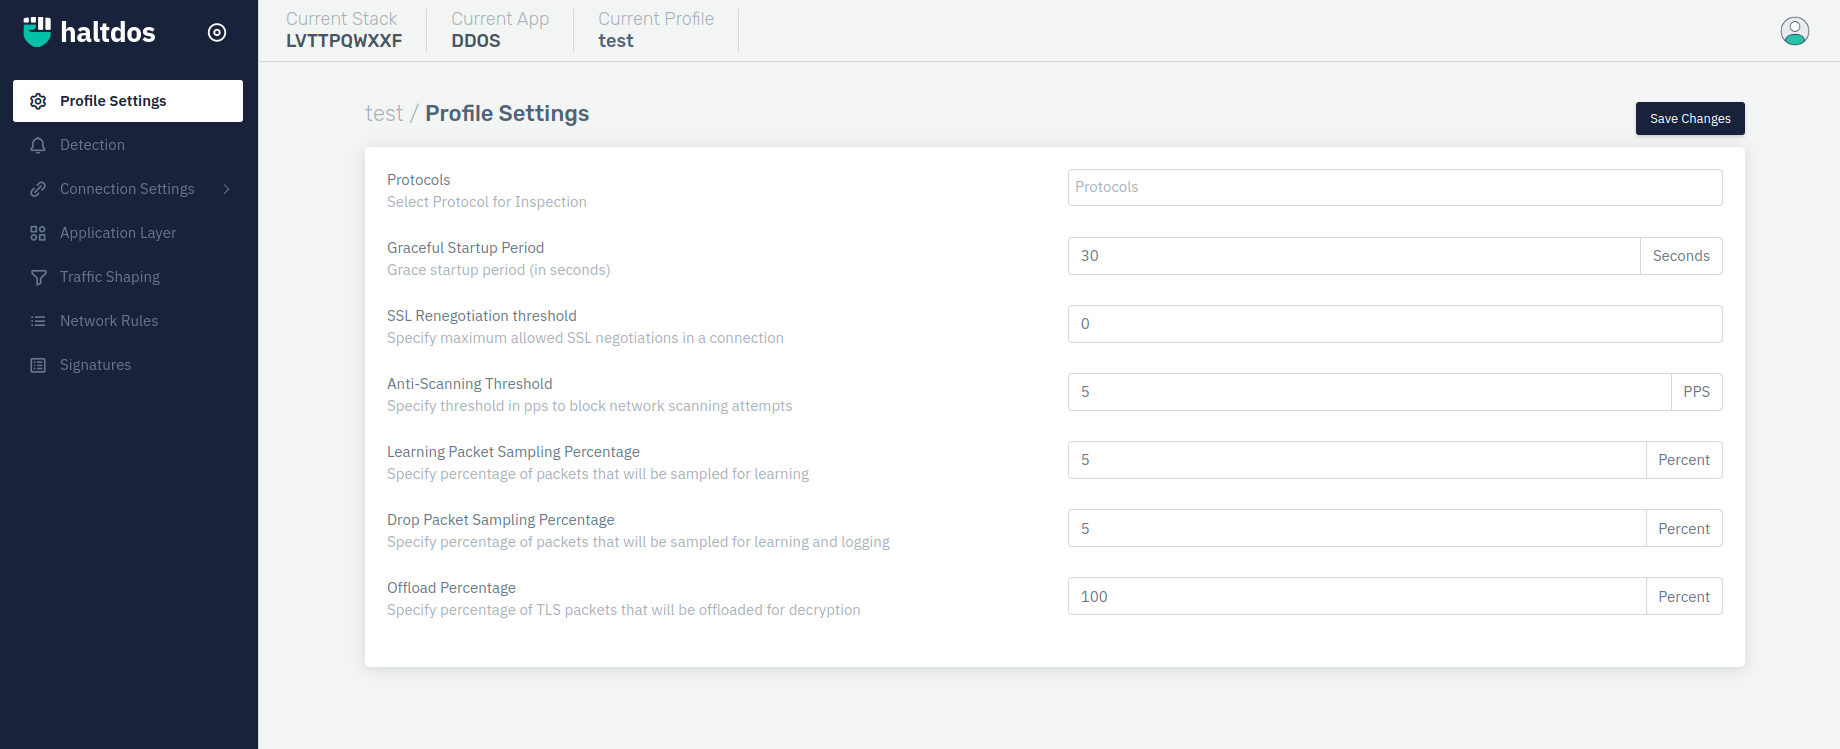 haltdos
Current Stack
LVTTPQWXXF
Current App
DDOS
Current Profile
test
Profile Settings
Detection
Connection Settings
Application Layer
Traffic Shaping
Network Rules
Signatures
test / Profile Settings
Save Changes
Protocols
Select Protocol for Inspection
Protocols
Graceful Startup Period
Grace startup period (in seconds)
30 Seconds
SSL Renegotiation threshold
Specify maximum allowed SSL negotiations in a connection
0
Anti-Scanning Threshold
Specify threshold in pps to block network scanning attempts
5 PPS
Learning Packet Sampling Percentage
Specify percentage of packets that will be sampled for learning
5 Percent
Drop Packet Sampling Percentage
Specify percentage of packets that will be sampled for learning and logging
5 Percent
Offload Percentage
Specify percentage of TLS packets that will be offloaded for decryption
100 Percent